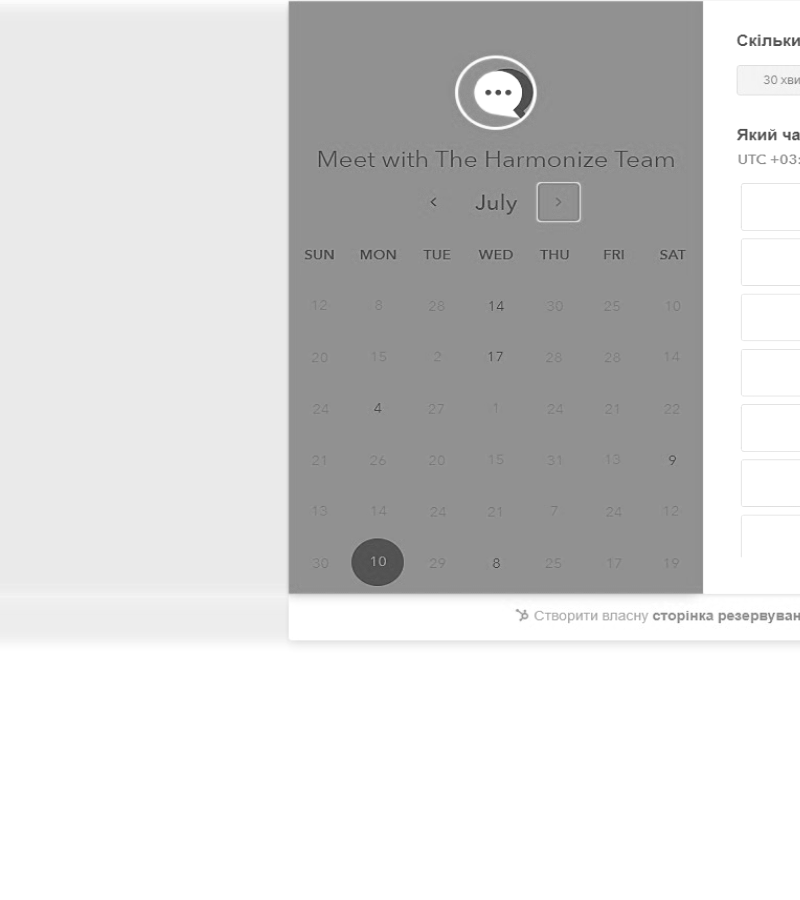 Meet with The Harmonize Team
July
SUN MON TUE WED THU FRI SAT
12 8 28 14 30 25 10
20 15 2 17 28 28 14
24 4 27 1 24 21 22
21 26 20 15 31 13 9
13 14 24 21 7 24 12
30 10 29 8 25 17 19
Скільки
30 хви
Який ча
UTC +03:
Створити власну сторінка резервуван